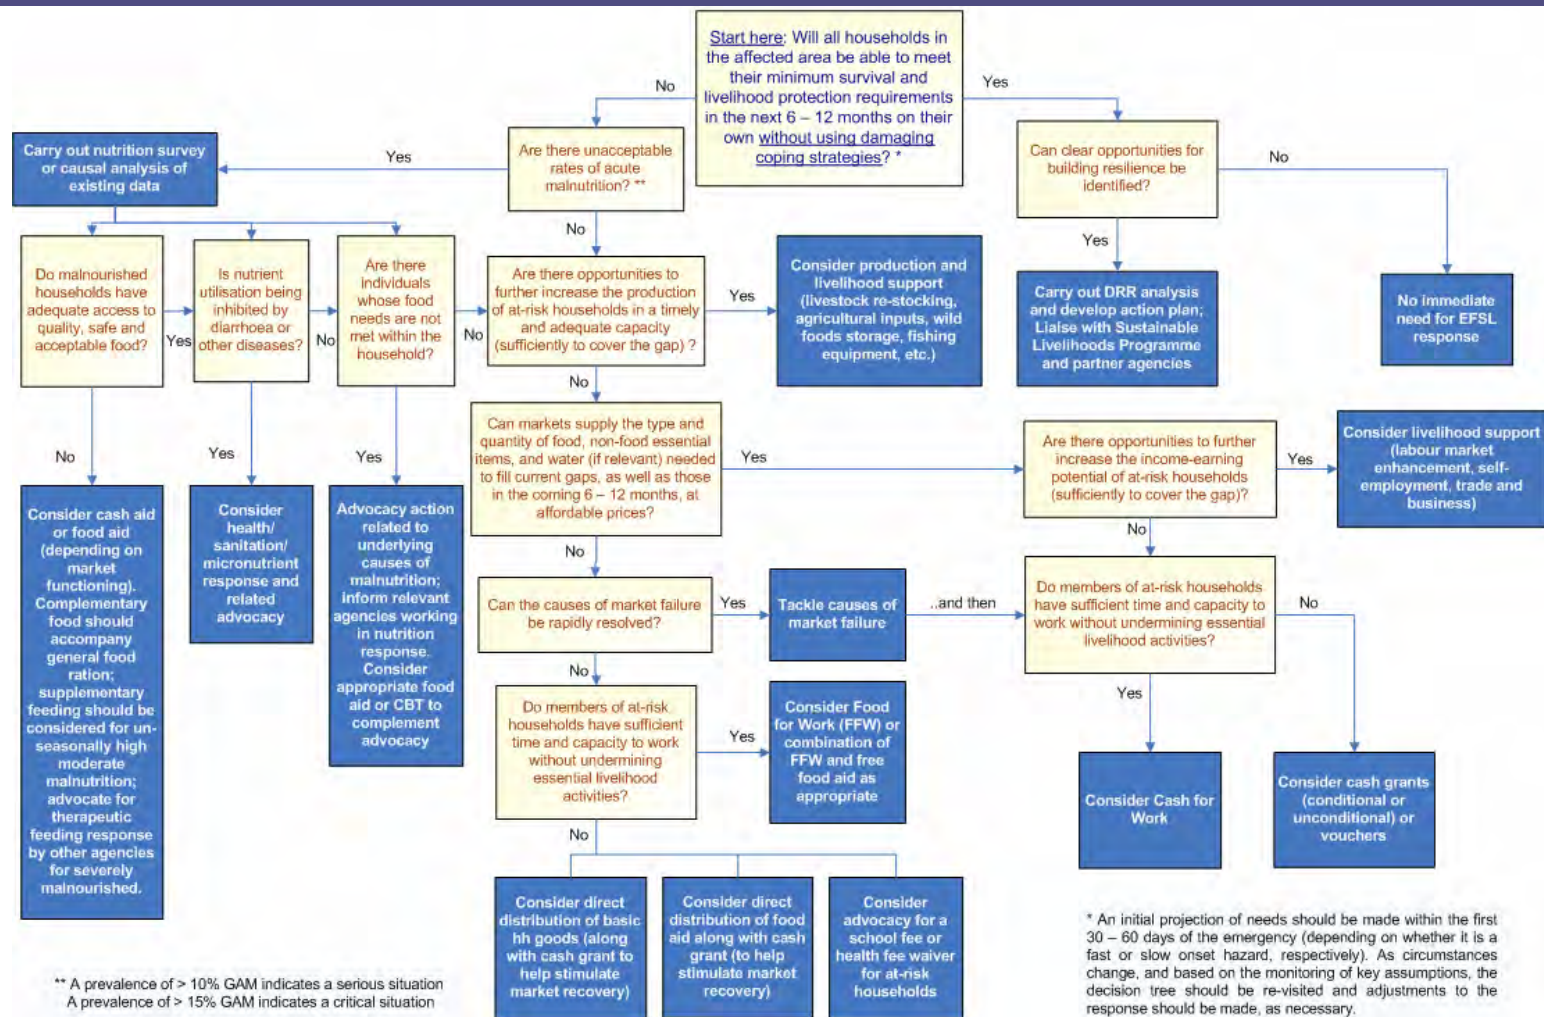 Start here: Will all households in
the affected area be able to meet
their minimum survival and
livelihood protection requirements
in the next 6 – 12 months on their
own without using damaging
coping strategies? *
No
Yes
Are there unacceptable
rates of acute
malnutrition? **
Yes
Carry out nutrition survey
or causal analysis of
existing data
Can clear opportunities for
building resilience be
identified?
No
No
Yes
Do malnourished
households have
adequate access to
quality, safe and
acceptable food?
Yes
Is nutrient
utilisation being
inhibited by
diarrhoea or
other diseases?
No
Are there
individuals
whose food
needs are not
met within the
household?
No
Are there opportunities to
further increase the production
of at-risk households in a timely
and adequate capacity
(sufficiently to cover the gap) ?
Yes
Consider production and
livelihood support
(livestock re-stocking,
agricultural inputs, wild
foods storage, fishing
equipment, etc.)
Carry out DRR analysis
and develop action plan;
Liaise with Sustainable
Livelihoods Programme
and partner agencies
No immediate
need for EFSL
response
No
Yes
Yes
No
Can markets supply the type and
quantity of food, non-food essential
items, and water (if relevant) needed
to fill current gaps, as well as those
in the coming 6 – 12 months, at
affordable prices?
Yes
Are there opportunities to further
increase the income-earning
potential of at-risk households
(sufficiently to cover the gap)?
Yes
Consider livelihood support
(labour market
enhancement, self-
employment, trade and
business)
Consider cash aid
or food aid
(depending on
market
functioning).
Complementary
food should
accompany
general food
ration;
supplementary
feeding should be
considered for un-
seasonally high
moderate
malnutrition;
advocate for
therapeutic
feeding response
by other agencies
for severely
malnourished.
Consider
health/
sanitation/
micronutrient
response and
related
advocacy
Advocacy action
related to
underlying
causes of
malnutrition;
inform relevant
agencies working
in nutrition
response.
Consider
appropriate food
aid or CBT to
complement
advocacy
No
No
Can the causes of market failure
be rapidly resolved?
Yes
Tackle causes of
market failure
..and then
Do members of at-risk households
have sufficient time and capacity to
work without undermining essential
livelihood activities?
No
No
Yes
Do members of at-risk
households have sufficient
time and capacity to work
without undermining
essential livelihood
activities?
Yes
Consider Food
for Work (FFW) or
combination of
FFW and free
food aid as
appropriate
Consider Cash for
Work
Consider cash grants
(conditional or
unconditional) or
vouchers
No
Consider direct
distribution of basic
hh goods (along
with cash grant to
help stimulate
market recovery)
Consider direct
distribution of food
aid along with cash
grant (to help
stimulate market
recovery)
Consider
advocacy for a
school fee or
health fee waiver
for at-risk
households
** A prevalence of > 10% GAM indicates a serious situation
A prevalence of > 15% GAM indicates a critical situation
* An initial projection of needs should be made within the first
30 – 60 days of the emergency (depending on whether it is a
fast or slow onset hazard, respectively). As circumstances
change, and based on the monitoring of key assumptions, the
decision tree should be re-visited and adjustments to the
response should be made, as necessary.